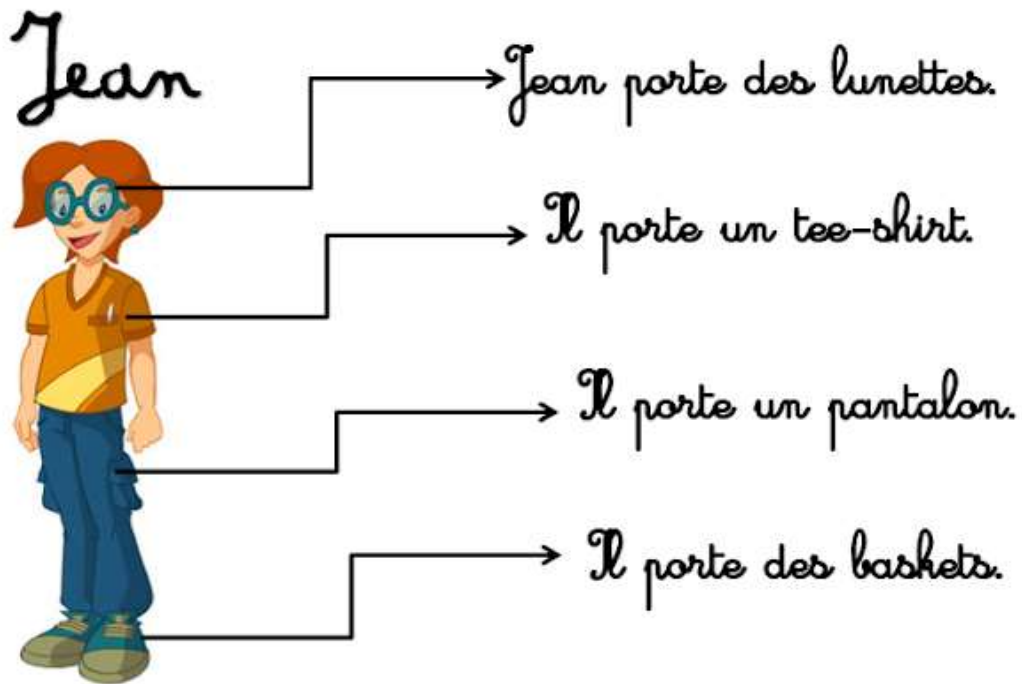 Jean
Jean porte des lunettes.
Il porte un tee-shirt.
Il porte un pantalon.
Il porte des baskets.